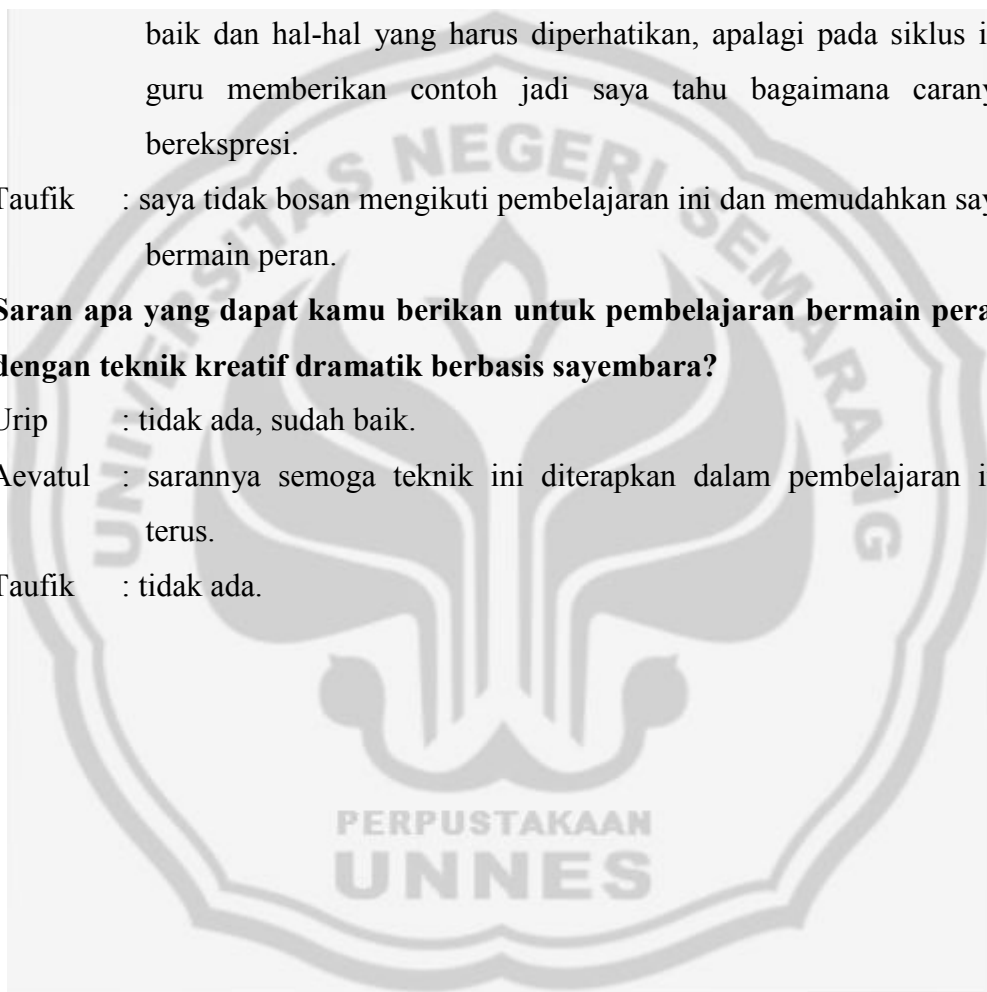 baik dan hal-hal yang harus diperhatikan, apalagi pada siklus i
guru memberikan contoh jadi saya tahu bagaimana carany
berekspresi.
Taufik : saya tidak bosan mengikuti pembelajaran ini dan memudahkan say
bermain peran.
Saran apa yang dapat kamu berikan untuk pembelajaran bermain pera
dengan teknik kreatif dramatik berbasis sayembara?
Urip : tidak ada, sudah baik.
Aevatul : sarannya semoga teknik ini diterapkan dalam pembelajaran i
terus.
Taufik : tidak ada.
UNIVERSITAS NEGERI SEMARANG
PERPUSTAKAAN
UNNES